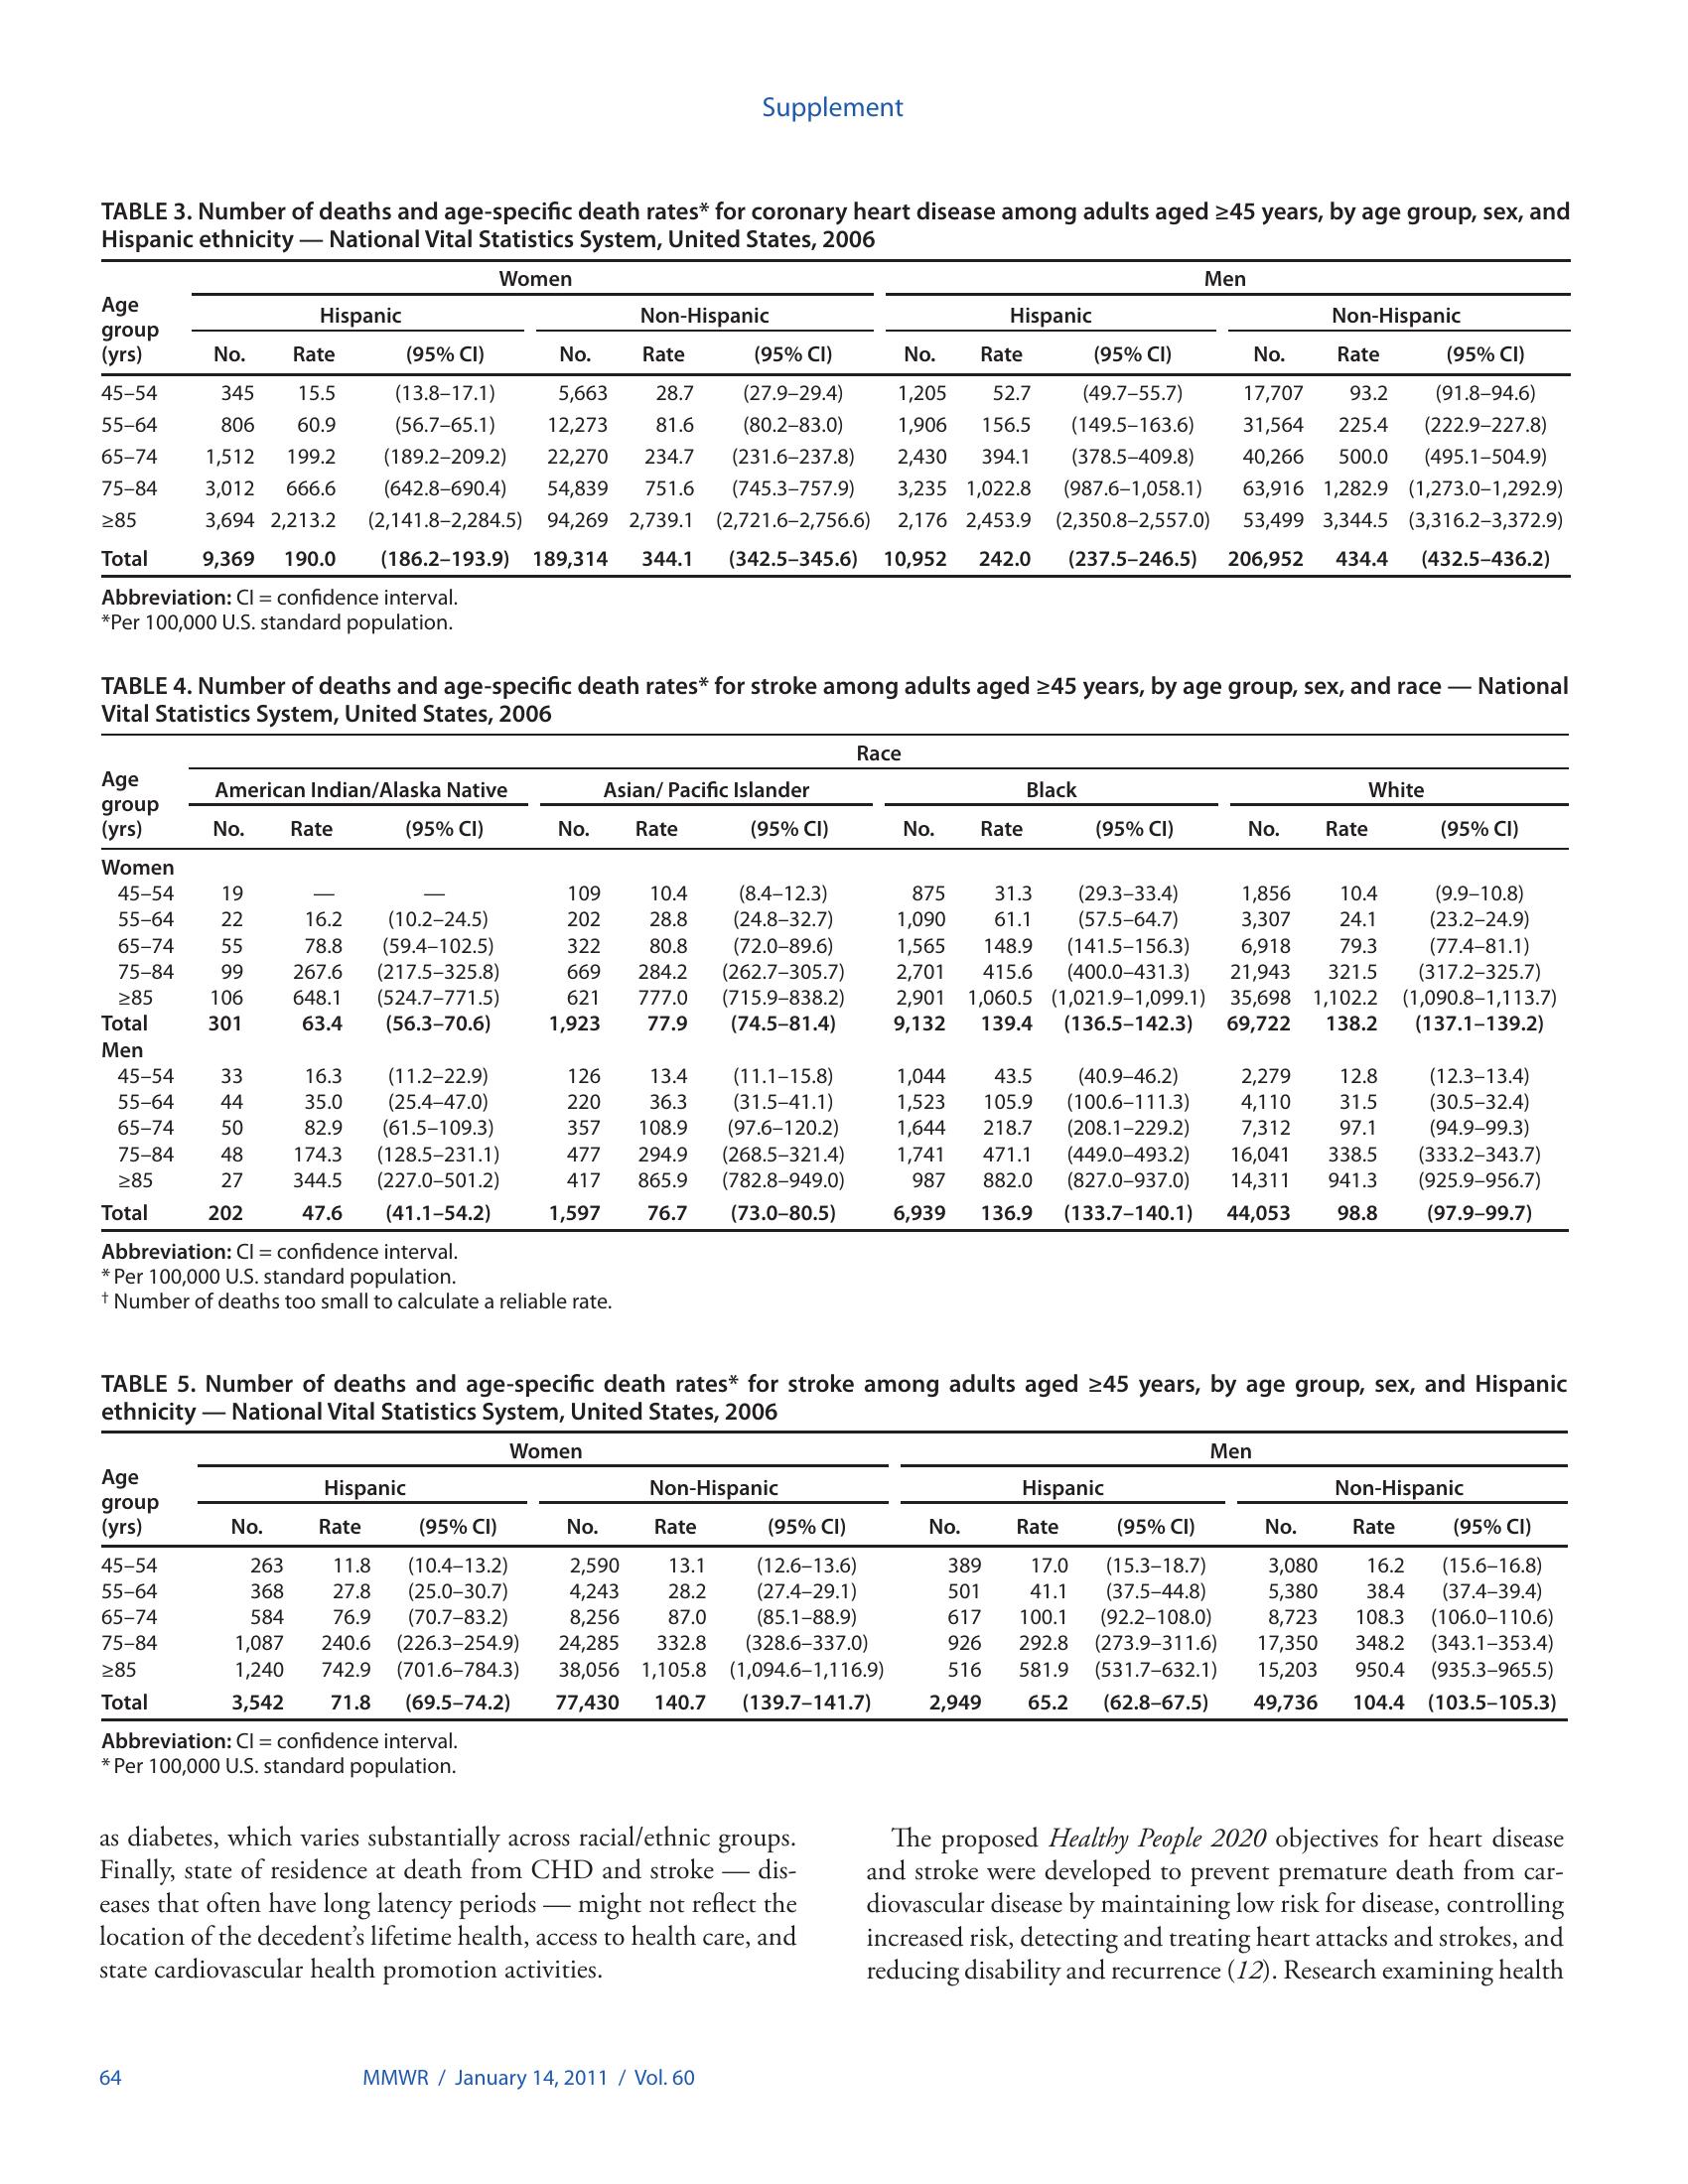 Supplement
TABLE 3. Number of deaths and age-specific death rates* for coronary heart disease among adults aged ≥45 years, by age group, sex, and
Hispanic ethnicity — National Vital Statistics System, United States, 2006
Women Men
Age group (yrs) Hispanic Non-Hispanic Hispanic Non-Hispanic
No. Rate (95% CI) No. Rate (95% CI) No. Rate (95% CI) No. Rate (95% CI)
45–54 345 15.5 (13.8–17.1) 5,663 28.7 (27.9–29.4) 1,205 52.7 (49.7–55.7) 17,707 93.2 (91.8–94.6)
55–64 806 60.9 (56.7–65.1) 12,273 81.6 (80.2–83.0) 1,906 156.5 (149.5–163.6) 31,564 225.4 (222.9–227.8)
65–74 1,512 199.2 (189.2–209.2) 22,270 234.7 (231.6–237.8) 2,430 394.1 (378.5–409.8) 40,266 500.0 (495.1–504.9)
75–84 3,012 666.6 (642.8–690.4) 54,839 751.6 (745.3–757.9) 3,235 1,022.8 (987.6–1,058.1) 63,916 1,282.9 (1,273.0–1,292.9)
≥85 3,694 2,213.2 (2,141.8–2,284.5) 94,269 2,739.1 (2,721.6–2,756.6) 2,176 2,453.9 (2,350.8–2,557.0) 53,499 3,344.5 (3,316.2–3,372.9)
Total 9,369 190.0 (186.2–193.9) 189,314 344.1 (342.5–345.6) 10,952 242.0 (237.5–246.5) 206,952 434.4 (432.5–436.2)
Abbreviation: CI = confidence interval.
*Per 100,000 U.S. standard population.
TABLE 4. Number of deaths and age-specific death rates* for stroke among adults aged ≥45 years, by age group, sex, and race — National
Vital Statistics System, United States, 2006
Race
Age group (yrs) American Indian/Alaska Native Asian/ Pacific Islander Black White
No. Rate (95% CI) No. Rate (95% CI) No. Rate (95% CI) No. Rate (95% CI)
Women
45–54 19 — — 109 10.4 (8.4–12.3) 875 31.3 (29.3–33.4) 1,856 10.4 (9.9–10.8)
55–64 22 16.2 (10.2–24.5) 202 28.8 (24.8–32.7) 1,090 61.1 (57.5–64.7) 3,307 24.1 (23.2–24.9)
65–74 55 78.8 (59.4–102.5) 322 80.8 (72.0–89.6) 1,565 148.9 (141.5–156.3) 6,918 79.3 (77.4–81.1)
75–84 99 267.6 (217.5–325.8) 669 284.2 (262.7–305.7) 2,701 415.6 (400.0–431.3) 21,943 321.5 (317.2–325.7)
≥85 106 648.1 (524.7–771.5) 621 777.0 (715.9–838.2) 2,901 1,060.5 (1,021.9–1,099.1) 35,698 1,102.2 (1,090.8–1,113.7)
Total 301 63.4 (56.3–70.6) 1,923 77.9 (74.5–81.4) 9,132 139.4 (136.5–142.3) 69,722 138.2 (137.1–139.2)
Men
45–54 33 16.3 (11.2–22.9) 126 13.4 (11.1–15.8) 1,044 43.5 (40.9–46.2) 2,279 12.8 (12.3–13.4)
55–64 44 35.0 (25.4–47.0) 220 36.3 (31.5–41.1) 1,523 105.9 (100.6–111.3) 4,110 31.5 (30.5–32.4)
65–74 50 82.9 (61.5–109.3) 357 108.9 (97.6–120.2) 1,644 218.7 (208.1–229.2) 7,312 97.1 (94.9–99.3)
75–84 48 174.3 (128.5–231.1) 477 294.9 (268.5–321.4) 1,741 471.1 (449.0–493.2) 16,041 338.5 (333.2–343.7)
≥85 27 344.5 (227.0–501.2) 417 865.9 (782.8–949.0) 987 882.0 (827.0–937.0) 14,311 941.3 (925.9–956.7)
Total 202 47.6 (41.1–54.2) 1,597 76.7 (73.0–80.5) 6,939 136.9 (133.7–140.1) 44,053 98.8 (97.9–99.7)
Abbreviation: CI = confidence interval.
* Per 100,000 U.S. standard population.
† Number of deaths too small to calculate a reliable rate.
TABLE 5. Number of deaths and age-specific death rates* for stroke among adults aged ≥45 years, by age group, sex, and Hispanic
ethnicity — National Vital Statistics System, United States, 2006
Women Men
Age group (yrs) Hispanic Non-Hispanic Hispanic Non-Hispanic
No. Rate (95% CI) No. Rate (95% CI) No. Rate (95% CI) No. Rate (95% CI)
45–54 263 11.8 (10.4–13.2) 2,590 13.1 (12.6–13.6) 389 17.0 (15.3–18.7) 3,080 16.2 (15.6–16.8)
55–64 368 27.8 (25.0–30.7) 4,243 28.2 (27.4–29.1) 501 41.1 (37.5–44.8) 5,380 38.4 (37.4–39.4)
65–74 584 76.9 (70.7–83.2) 8,256 87.0 (85.1–88.9) 617 100.1 (92.2–108.0) 8,723 108.3 (106.0–110.6)
75–84 1,087 240.6 (226.3–254.9) 24,285 332.8 (328.6–337.0) 926 292.8 (273.9–311.6) 17,350 348.2 (343.1–353.4)
≥85 1,240 742.9 (701.6–784.3) 38,056 1,105.8 (1,094.6–1,116.9) 516 581.9 (531.7–632.1) 15,203 950.4 (935.3–965.5)
Total 3,542 71.8 (69.5–74.2) 77,430 140.7 (139.7–141.7) 2,949 65.2 (62.8–67.5) 49,736 104.4 (103.5–105.3)
Abbreviation: CI = confidence interval.
* Per 100,000 U.S. standard population.
as diabetes, which varies substantially across racial/ethnic groups.
Finally, state of residence at death from CHD and stroke — dis-
eases that often have long latency periods — might not reflect the
location of the decedent’s lifetime health, access to health care, and
state cardiovascular health promotion activities.
The proposed Healthy People 2020 objectives for heart disease
and stroke were developed to prevent premature death from car-
diovascular disease by maintaining low risk for disease, controlling
increased risk, detecting and treating heart attacks and strokes, and
reducing disability and recurrence (12). Research examining health
64 MMWR / January 14, 2011 / Vol. 60